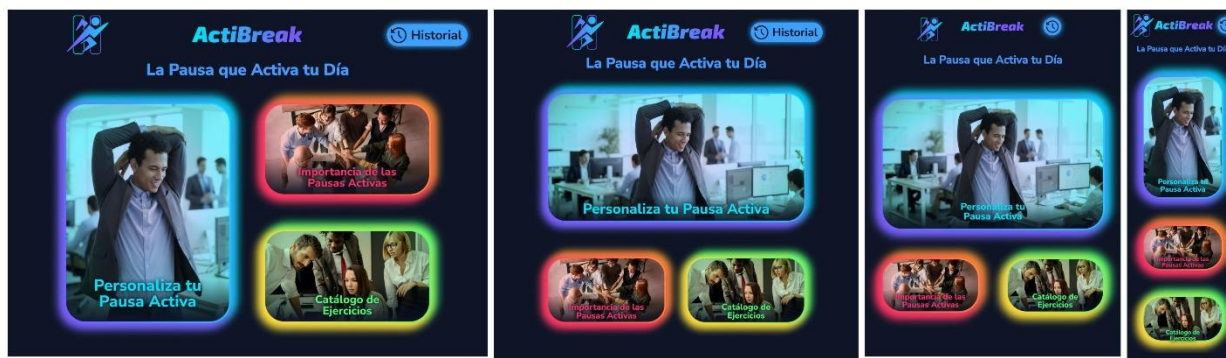 ActiBreak
Historial
La Pausa que Activa tu Día
Personaliza tu
Pausa Activa
Importancia de las
Pausas Activas
Catálogo de
Ejercicios
ActiBreak
Historial
La Pausa que Activa tu Día
Personaliza tu Pausa Activa
Importancia de las
Pausas Activas
Catálogo de
Ejercicios
ActiBreak
La Pausa que Activa tu Día
Personaliza tu
Pausa Activa
Importancia de las
Pausas Activas
Catálogo de
Ejercicios
ActiBreak
La Pausa que Activa tu Día
Personaliza tu
Pausa Activa
Importancia de las
Pausas Activas
Catálogo de
Ejercicios